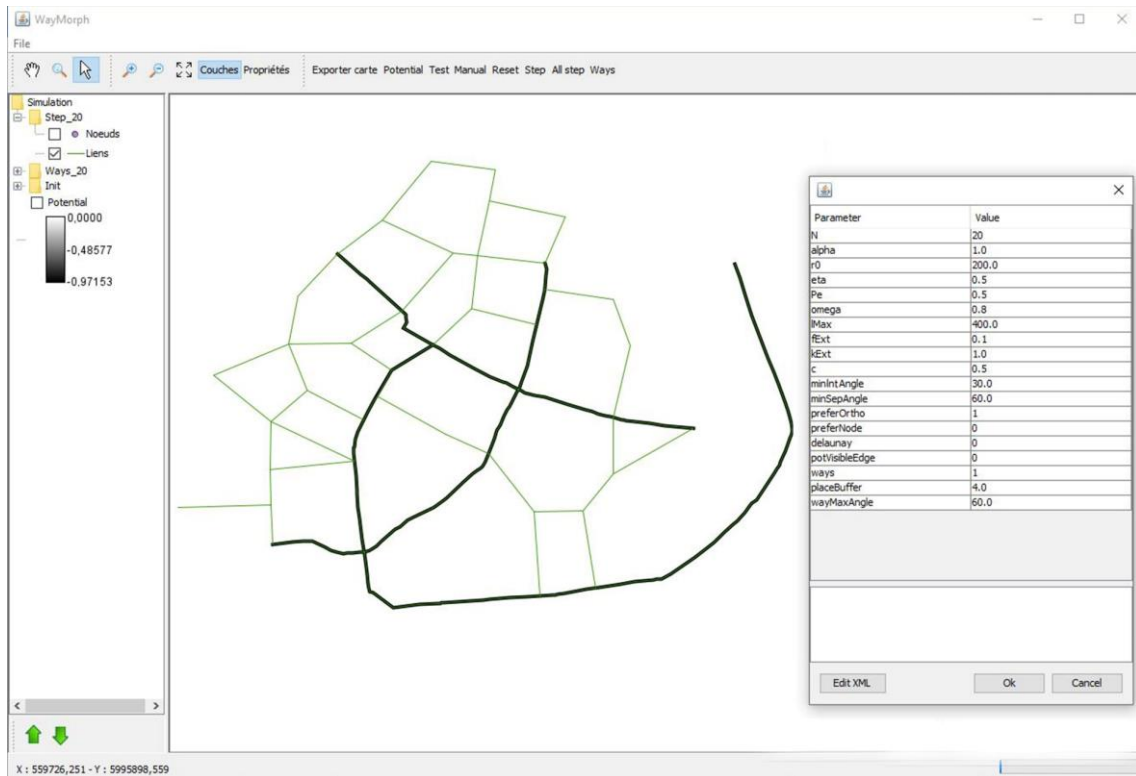 WayMorph
File
Couches Propriétés Exporter carte Potential Test Manual Reset Step All step Ways
Simulation
Step_20
Noeuds
Liens
Ways_20
Init
Potential
0,0000
-0,48577
-0,97153
Parameter Value
N 20
alpha 1.0
r0 200.0
eta 0.5
Pe 0.5
omega 0.8
lMax 400.0
fExt 0.1
kExt 1.0
c 0.5
minIntAngle 30.0
minSepAngle 60.0
preferOrtho 1
preferNode 0
delaunay 0
potVisibleEdge 0
ways 1
placeBuffer 4.0
wayMaxAngle 60.0
Edit XML Ok Cancel
X : 559726,251 - Y : 5995898,559